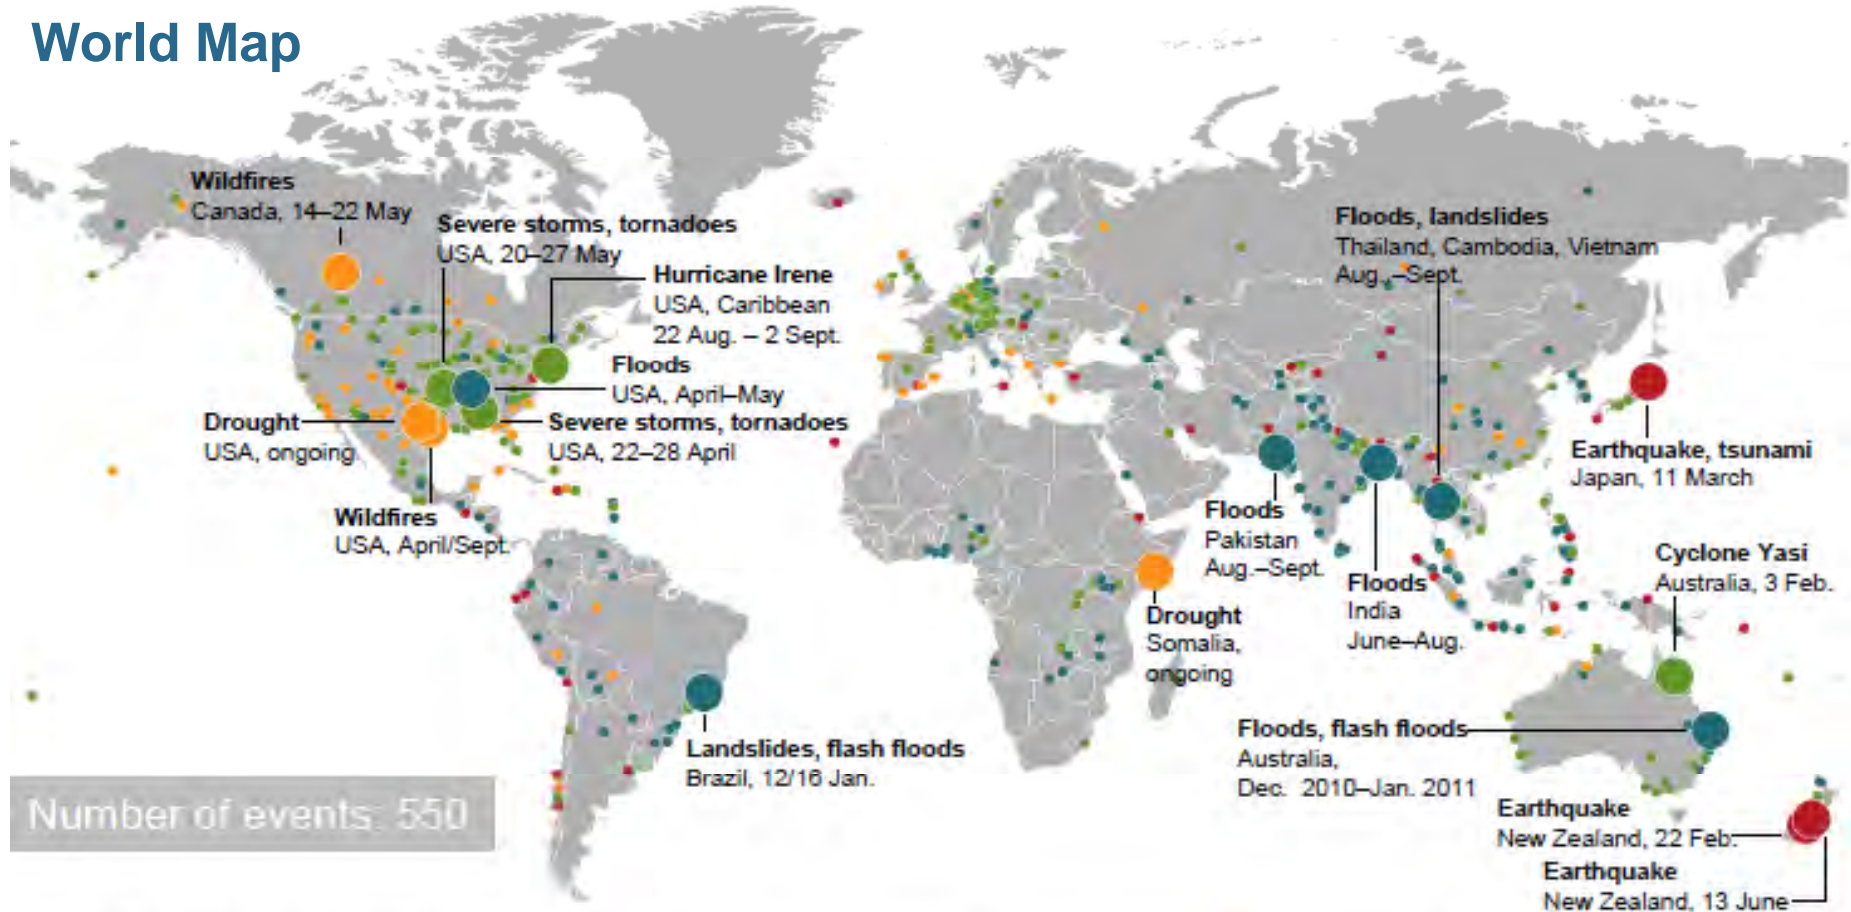 World Map
Wildfires
Canada, 14–22 May
Severe storms, tornadoes
USA, 20–27 May
Hurricane Irene
USA, Caribbean
22 Aug. – 2 Sept.
Floods
USA, April–May
Drought
USA, ongoing
Severe storms, tornadoes
USA, 22–28 April
Wildfires
USA, April/Sept.
Landslides, flash floods
Brazil, 12/16 Jan.
Number of events: 550
Floods, landslides
Thailand, Cambodia, Vietnam
Aug.–Sept.
Earthquake, tsunami
Japan, 11 March
Floods
Pakistan
Aug.–Sept.
Floods
India
June–Aug.
Drought
Somalia,
ongoing
Cyclone Yasi
Australia, 3 Feb.
Floods, flash floods
Australia,
Dec. 2010–Jan. 2011
Earthquake
New Zealand, 22 Feb.
Earthquake
New Zealand, 13 June